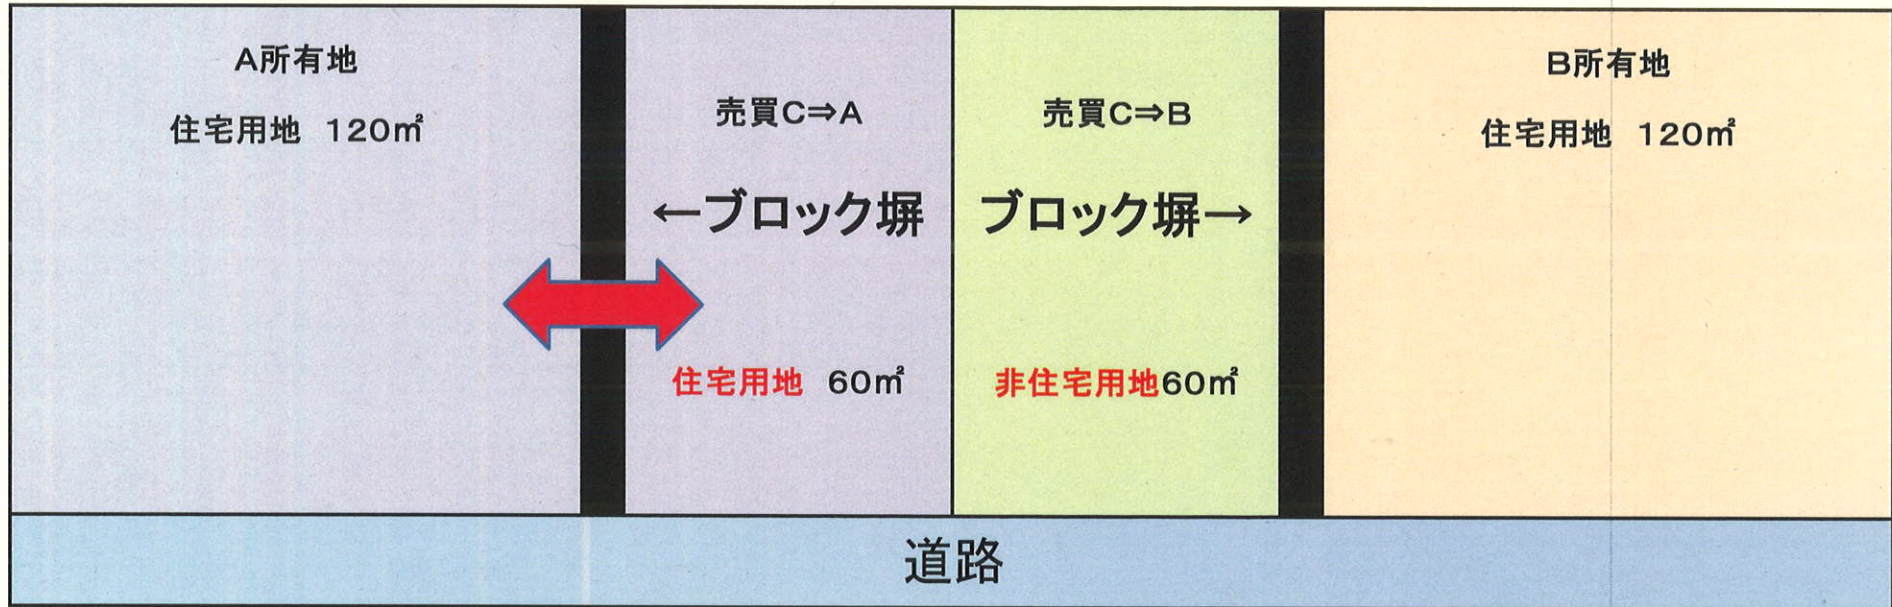 A所有地
住宅用地 120㎡
売買C⇒A
←ブロック塀
住宅用地 60㎡
売買C⇒B
ブロック塀→
非住宅用地60㎡
B所有地
住宅用地 120㎡
道路